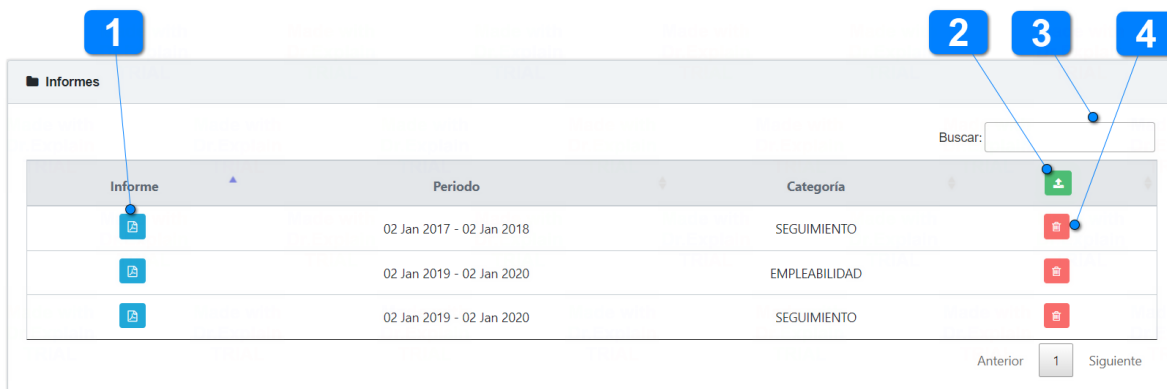 1 2 3 4
Informes
Buscar:
Informe Periodo Categoría
02 Jan 2017 - 02 Jan 2018 SEGUIMIENTO
02 Jan 2019 - 02 Jan 2020 EMPLEABILIDAD
02 Jan 2019 - 02 Jan 2020 SEGUIMIENTO
Anterior 1 Siguiente